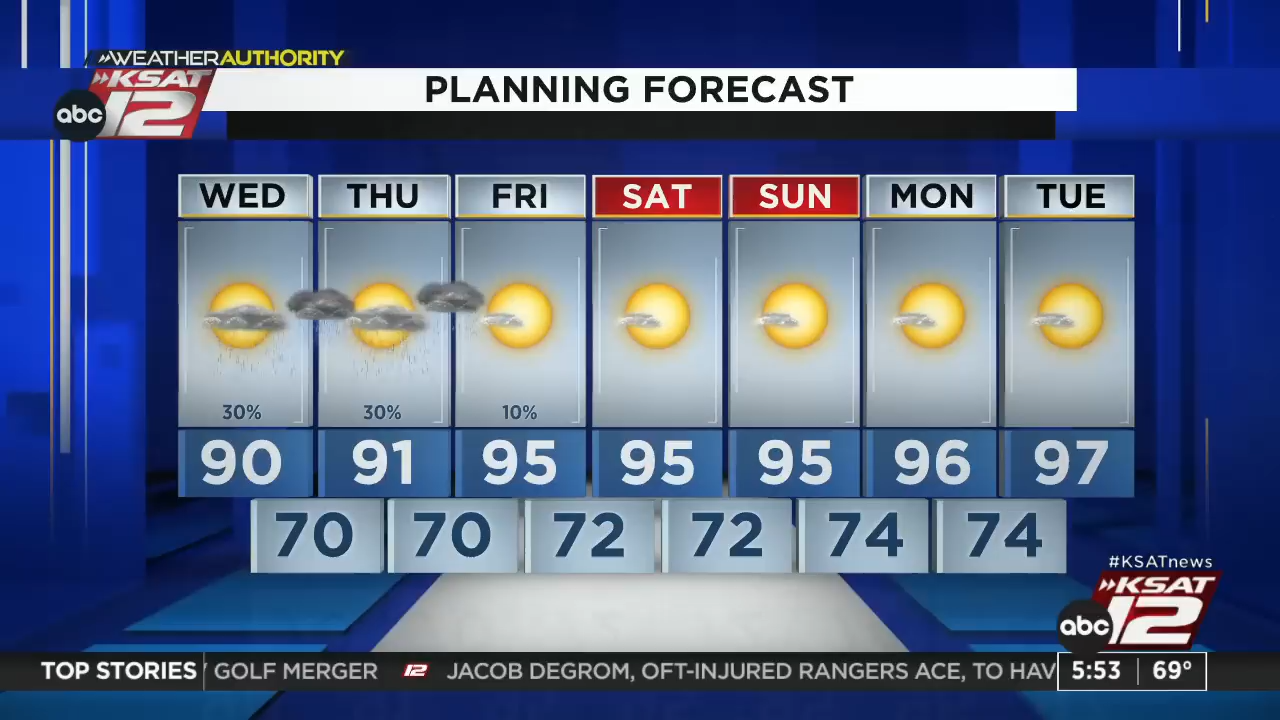 WEATHERAUTHORITY
KSAT
abc 12
PLANNING FORECAST
WED THU FRI SAT SUN MON TUE
30% 30% 10%
90 91 95 95 95 96 97
70 70 72 72 74 74
#KSATnews
KSAT
abc 12
TOP STORIES GOLF MERGER 12 JACOB DEGROM, OFT-INJURED RANGERS ACE, TO HAV 5:53 69°